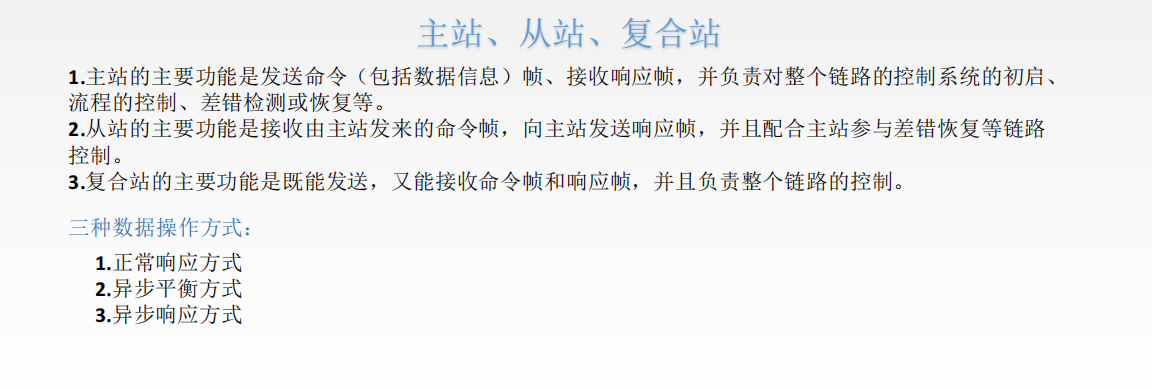 主站、从站、复合站
1.主站的主要功能是发送命令（包括数据信息）帧、接收响应帧，并负责对整个链路的控制系统的初启、
流程的控制、差错检测或恢复等。
2.从站的主要功能是接收由主站发来的命令帧，向主站发送响应帧，并且配合主站参与差错恢复等链路
控制。
3.复合站的主要功能是既能发送，又能接收命令帧和响应帧，并且负责整个链路的控制。
三种数据操作方式：
1.正常响应方式
2.异步平衡方式
3.异步响应方式